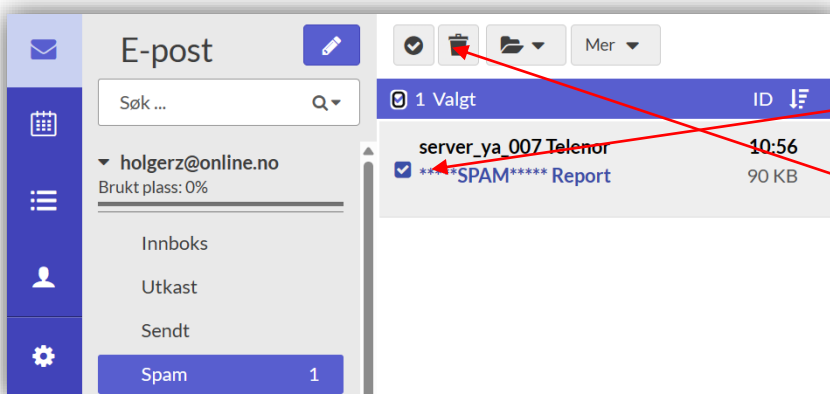 E-post
Mer
Søk ...
1 Valgt
ID
holgerz@online.no
Brukt plass: 0%
server_ya_007 Telenor
10:56
*****SPAM***** Report
90 KB
Innboks
Utkast
Sendt
Spam
1